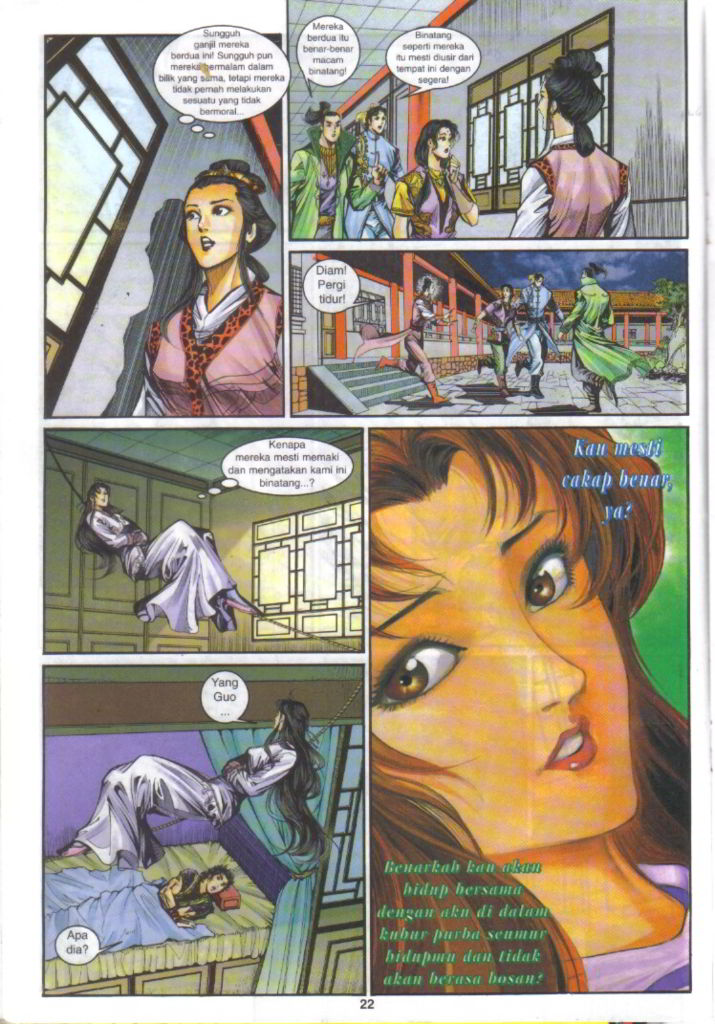 Sungguh
ganjil mereka
berdua ini! Sungguh pun
mereka bermalam dalam
bilik yang sama, tetapi mereka
tidak pernah melakukan
sesuatu yang tidak
bermoral...
Mereka
berdua itu
benar-benar
macam
binatang!
Binatang
seperti mereka
itu mesti diusir dari
tempat ini dengan
segera!
Diam!
Pergi
tidur!
Kenapa
mereka mesti memaki
dan mengatakan kami ini
binatang...?
Yang
Guo
...
Apa
dia?
Kau mesti
cakap benar,
ya?
Benarkah kau akan
hidup bersama
dengan aku di dalam
kubur purba seumur
hidupmu dan tidak
akan berasa bosan?
22